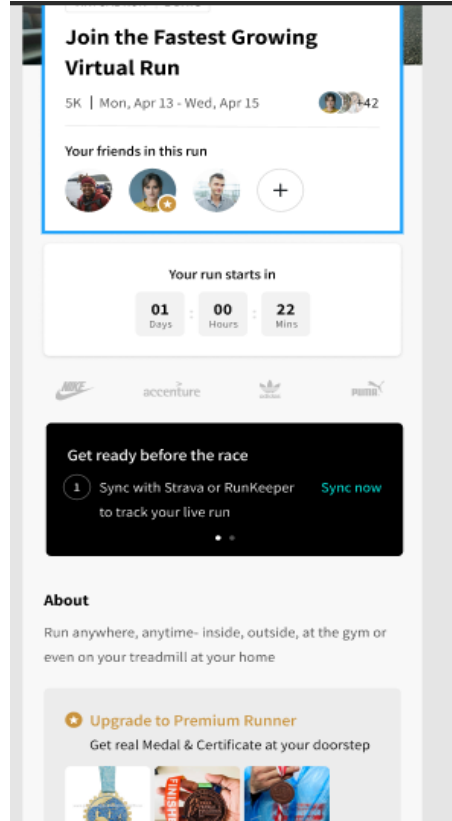 Join the Fastest Growing
Virtual Run
5K | Mon, Apr 13 - Wed, Apr 15
+42
Your friends in this run
+
Your run starts in
01 : 00 : 22
Days Hours Mins
NIKE accenture adidas PUMA
Get ready before the race
1 Sync with Strava or RunKeeper Sync now
to track your live run
About
Run anywhere, anytime- inside, outside, at the gym or
even on your treadmill at your home
Upgrade to Premium Runner
Get real Medal & Certificate at your doorstep
FINISHE